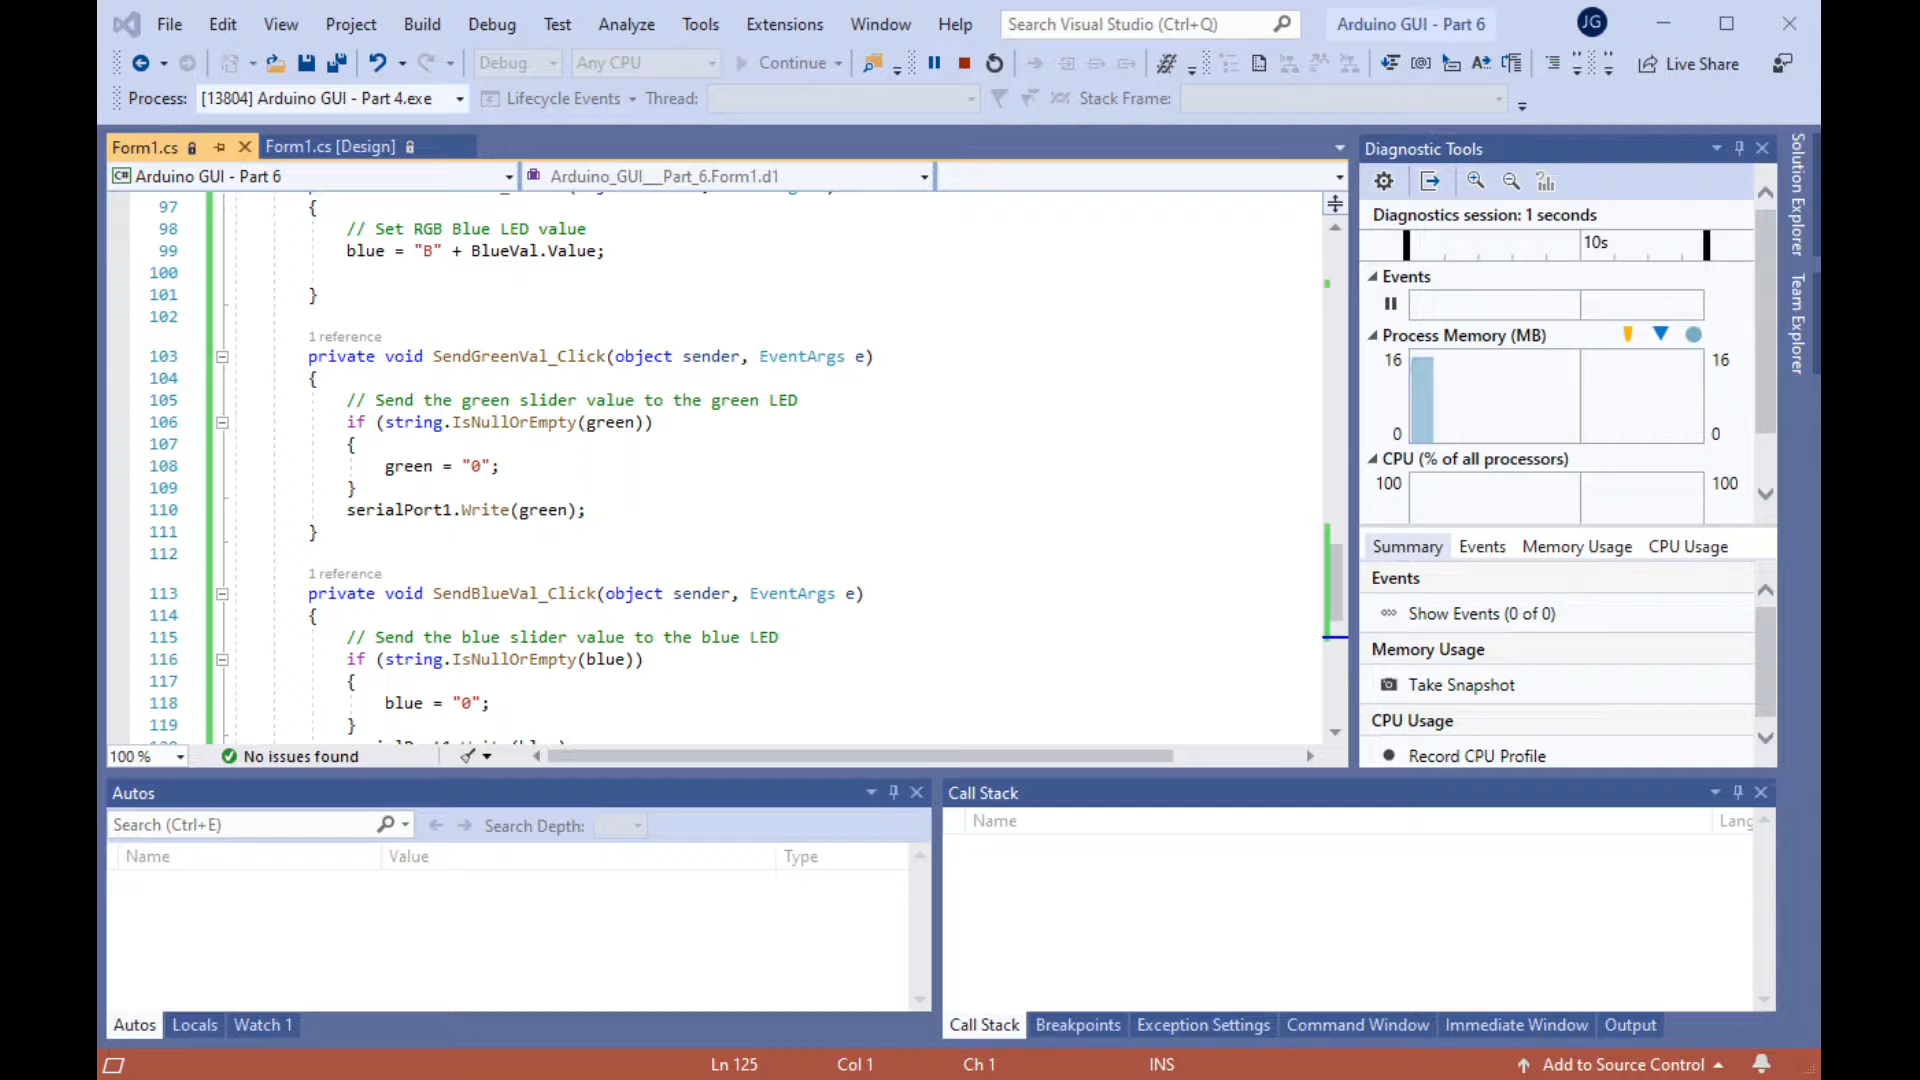 File Edit View Project Build Debug Test Analyze Tools Extensions Window Help Search Visual Studio (Ctrl+Q) Arduino GUI - Part 6 JG
Debug Any CPU Continue Live Share
Process: [13804] Arduino GUI - Part 4.exe Lifecycle Events Thread: Stack Frame:
Form1.cs Form1.cs [Design]
C# Arduino GUI - Part 6 Arduino_GUI___Part_6.Form1.d1
97 {
98 // Set RGB Blue LED value
99 blue = "B" + BlueVal.Value;
100
101 }
102
1 reference
103 private void SendGreenVal_Click(object sender, EventArgs e)
104 {
105 // Send the green slider value to the green LED
106 if (string.IsNullOrEmpty(green))
107 {
108 green = "0";
109 }
110 serialPort1.Write(green);
111 }
112
1 reference
113 private void SendBlueVal_Click(object sender, EventArgs e)
114 {
115 // Send the blue slider value to the blue LED
116 if (string.IsNullOrEmpty(blue))
117 {
118 blue = "0";
119 }
100 % No issues found
Diagnostic Tools
Diagnostics session: 1 seconds
10s
Events
Process Memory (MB)
16 16
0 0
CPU (% of all processors)
100 100
Summary Events Memory Usage CPU Usage
Events
Show Events (0 of 0)
Memory Usage
Take Snapshot
CPU Usage
Record CPU Profile
Solution Explorer
Team Explorer
Autos
Search (Ctrl+E) Search Depth:
Name Value Type
Autos Locals Watch 1
Call Stack
Name Lang
Call Stack Breakpoints Exception Settings Command Window Immediate Window Output
Ln 125 Col 1 Ch 1 INS Add to Source Control